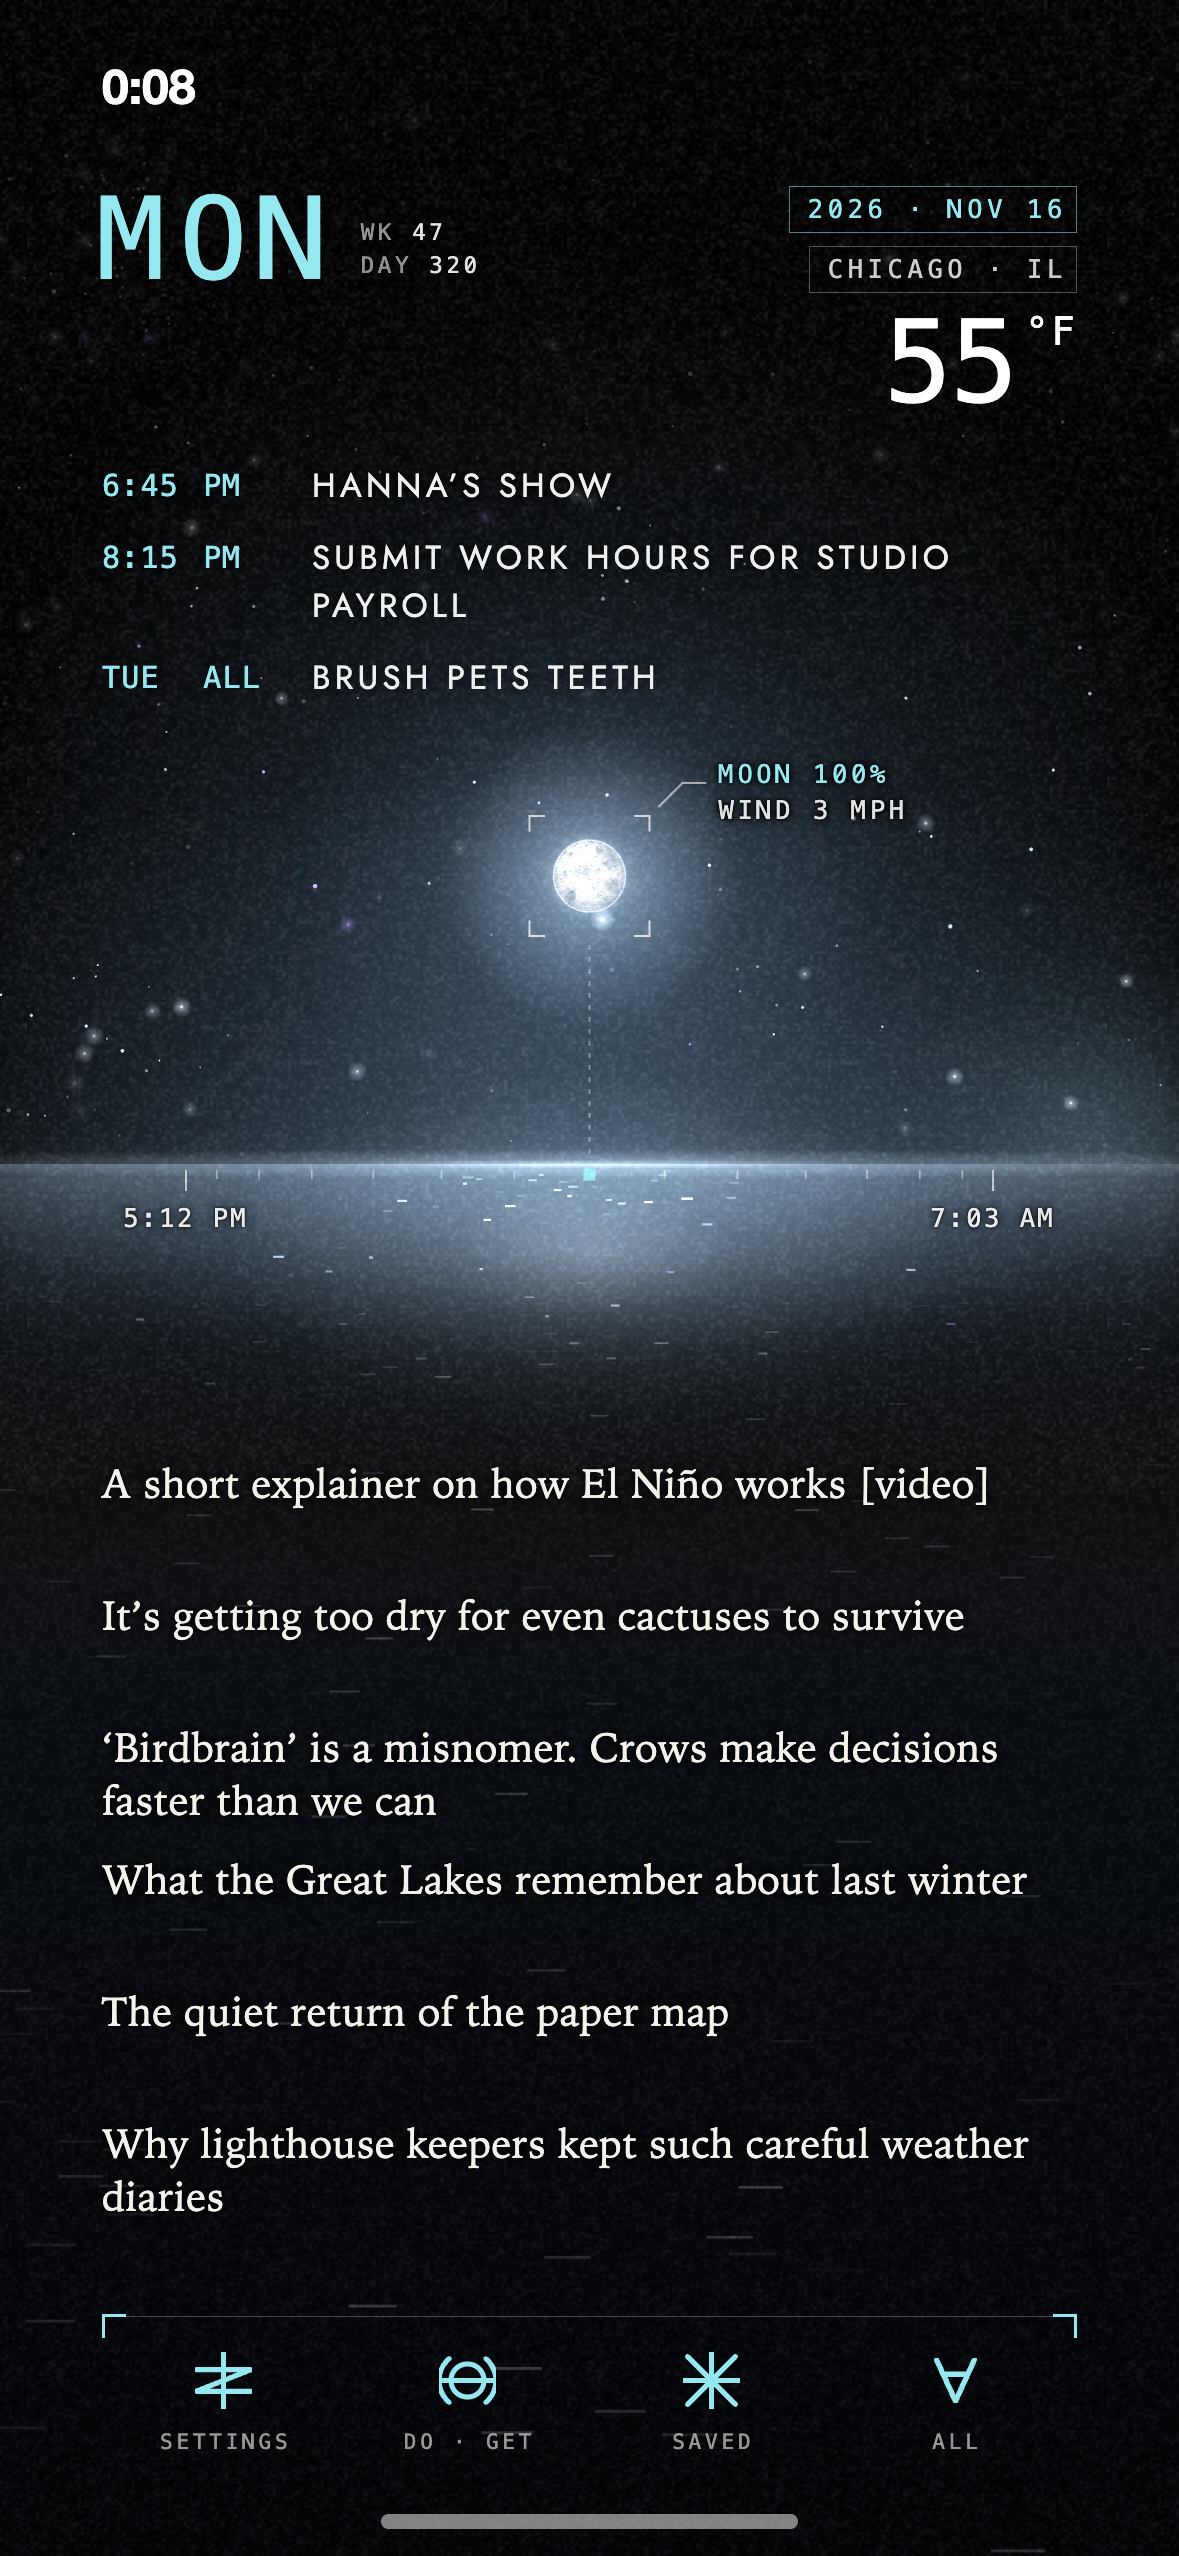 0:08
MON
WK 47
DAY 320
2026 · NOV 16
CHICAGO · IL
55 °F
6:45 PM HANNA’S SHOW
8:15 PM SUBMIT WORK HOURS FOR STUDIO
PAYROLL
TUE ALL BRUSH PETS TEETH
MOON 100%
WIND 3 MPH
5:12 PM
7:03 AM
A short explainer on how El Niño works [video]
It’s getting too dry for even cactuses to survive
‘Birdbrain’ is a misnomer. Crows make decisions
faster than we can
What the Great Lakes remember about last winter
The quiet return of the paper map
Why lighthouse keepers kept such careful weather
diaries
SETTINGS
DO · GET
SAVED
ALL